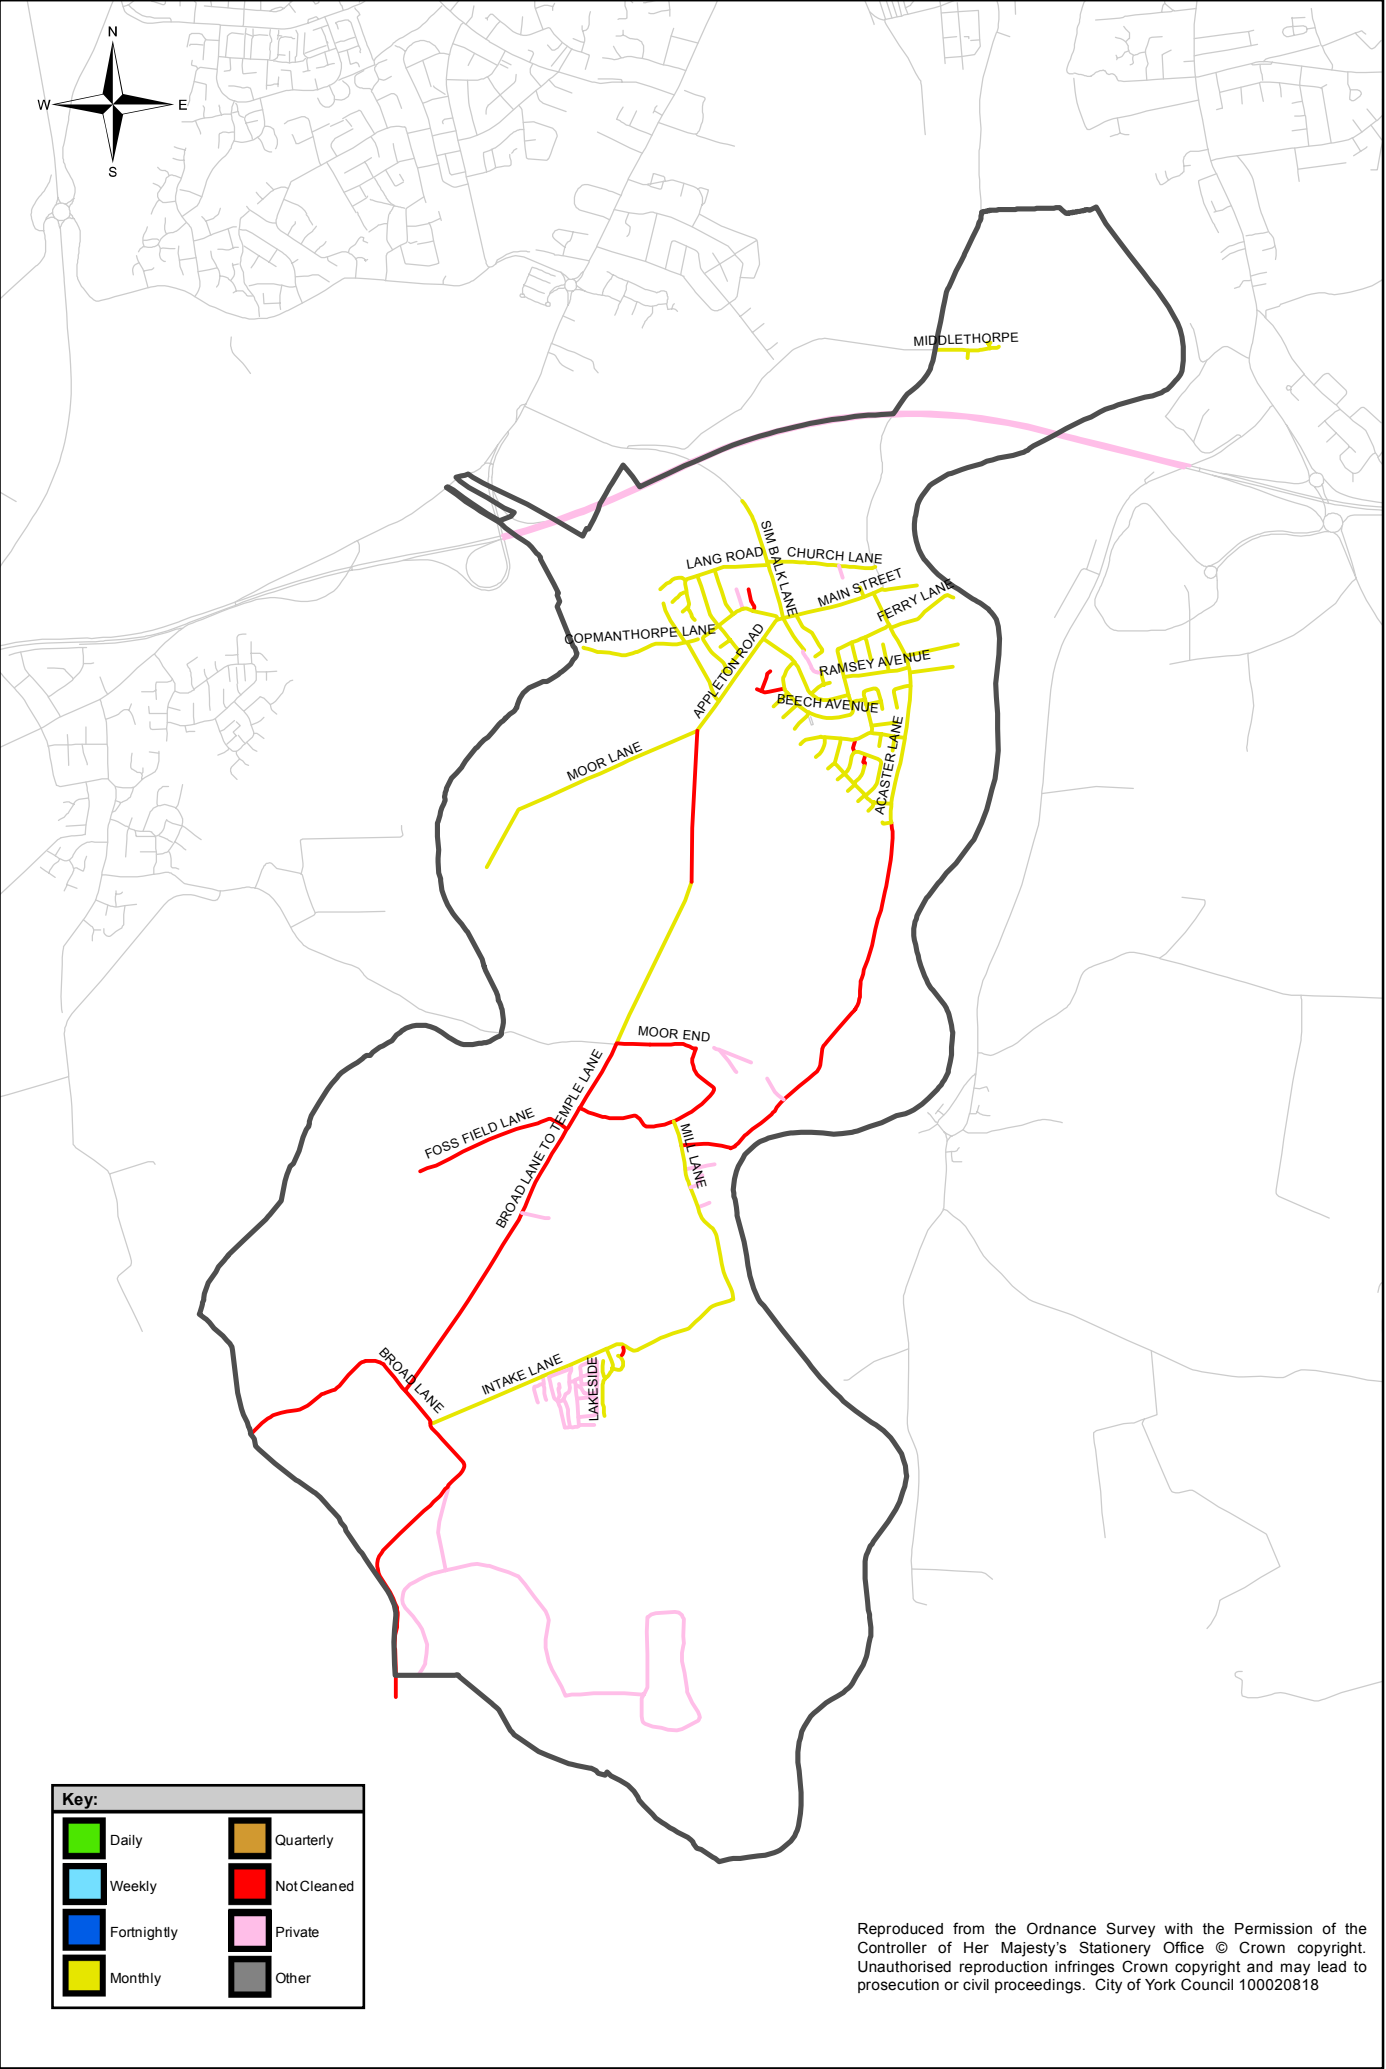 N
W E
S
MIDDLETHORPE
SIM BALK LANE
LANG ROAD
CHURCH LANE
MAIN STREET
FERRY LANE
COPMANTHORPE LANE
APPLETON ROAD
RAMSEY AVENUE
BEECH AVENUE
ACASTER LANE
MOOR LANE
MOOR END
BROAD LANE TO TEMPLE LANE
FOSS FIELD LANE
MILL LANE
BROAD LANE
INTAKE LANE
LAKESIDE
Key:
Daily
Quarterly
Weekly
Not Cleaned
Fortnightly
Private
Monthly
Other
Reproduced from the Ordnance Survey with the Permission of the
Controller of Her Majesty's Stationery Office © Crown copyright.
Unauthorised reproduction infringes Crown copyright and may lead to
prosecution or civil proceedings. City of York Council 100020818